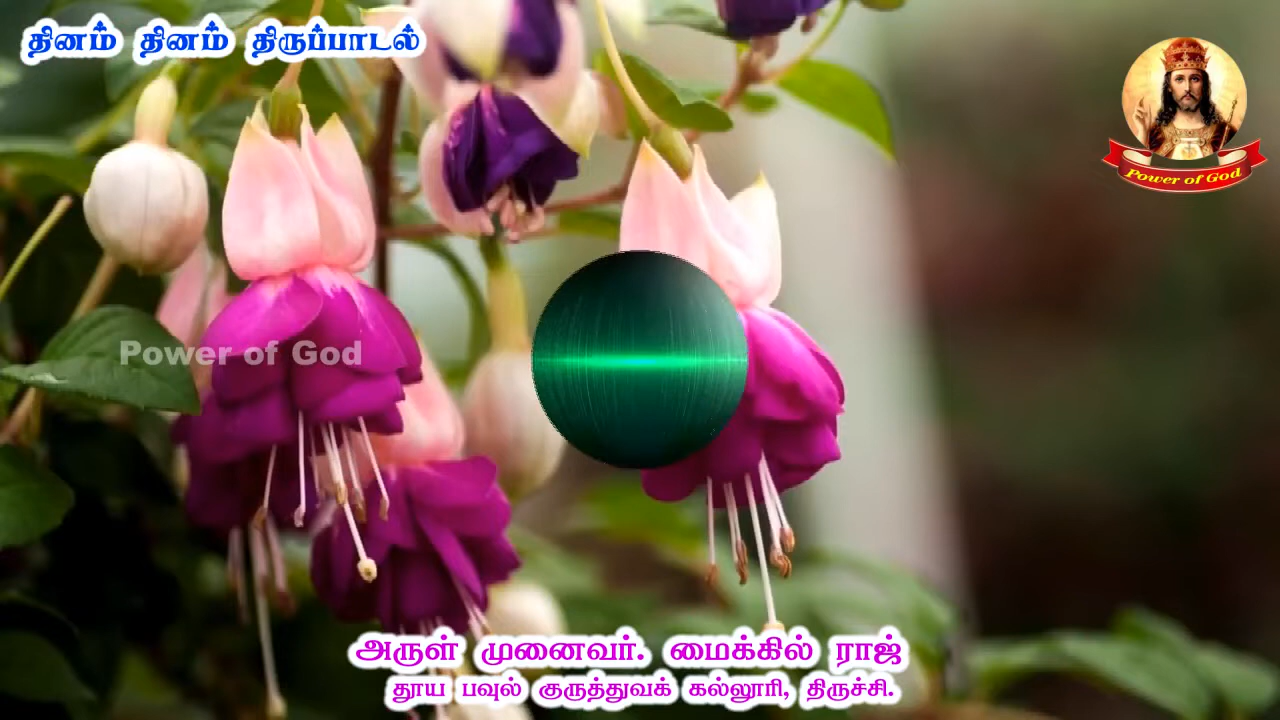 தினம் தினம் திருப்பாடல்
Power of God
Power of God
அருள் முனைவர். மைக்கில் ராஜ்
தூய பவுல் குருத்துவக் கல்லூரி, திருச்சி.